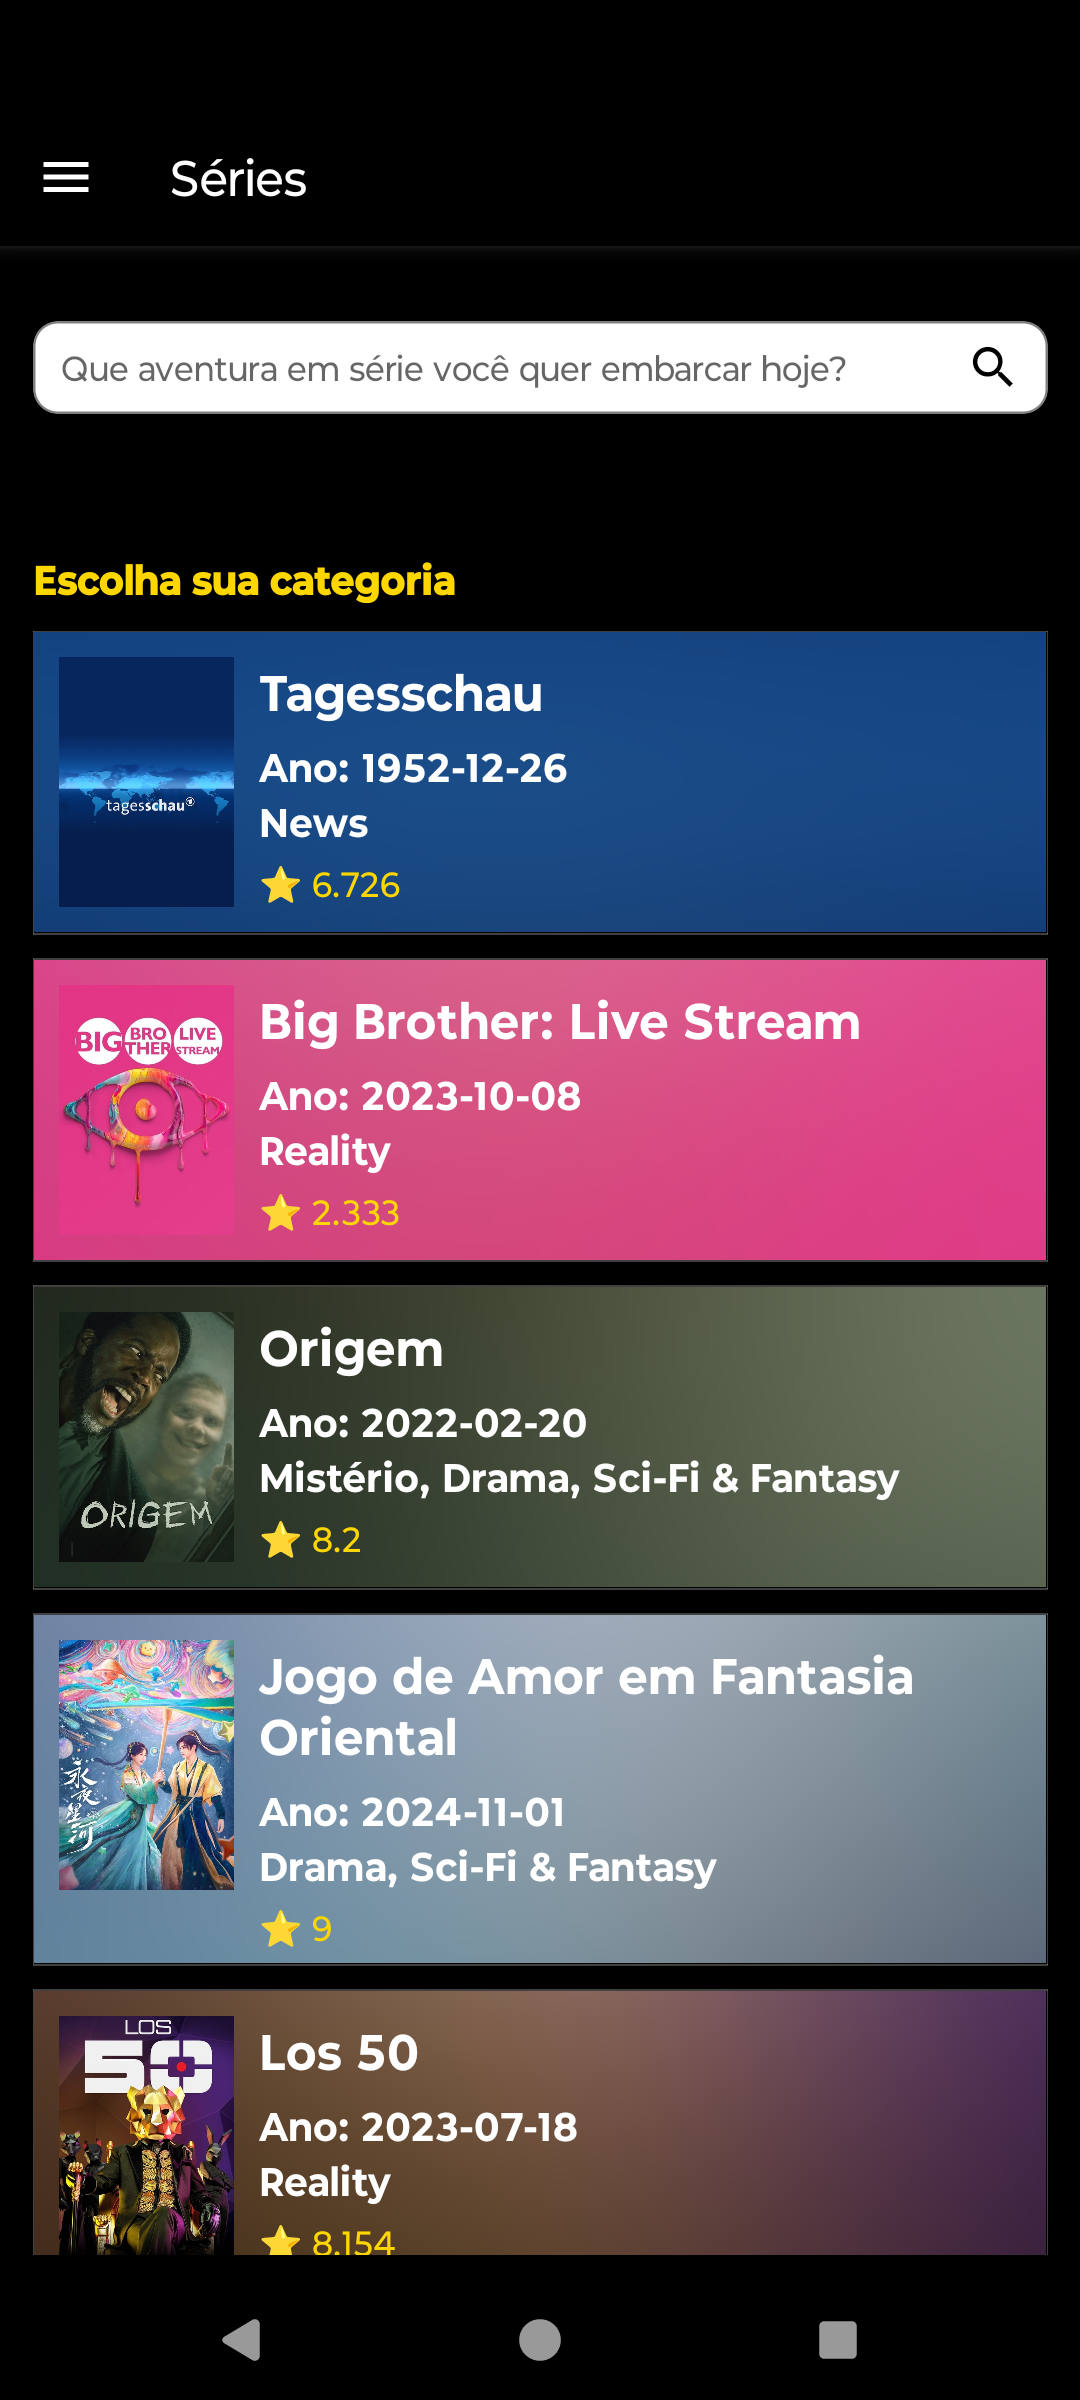 Séries
Que aventura em série você quer embarcar hoje?
Escolha sua categoria
tagesschau
Tagesschau
Ano: 1952-12-26
News
6.726
BIG BROTHER LIVE STREAM
Big Brother: Live Stream
Ano: 2023-10-08
Reality
2.333
ORIGEM
Origem
Ano: 2022-02-20
Mistério, Drama, Sci-Fi & Fantasy
8.2
永夜星河
Jogo de Amor em Fantasia
Oriental
Ano: 2024-11-01
Drama, Sci-Fi & Fantasy
9
LOS
50
Los 50
Ano: 2023-07-18
Reality
8.154